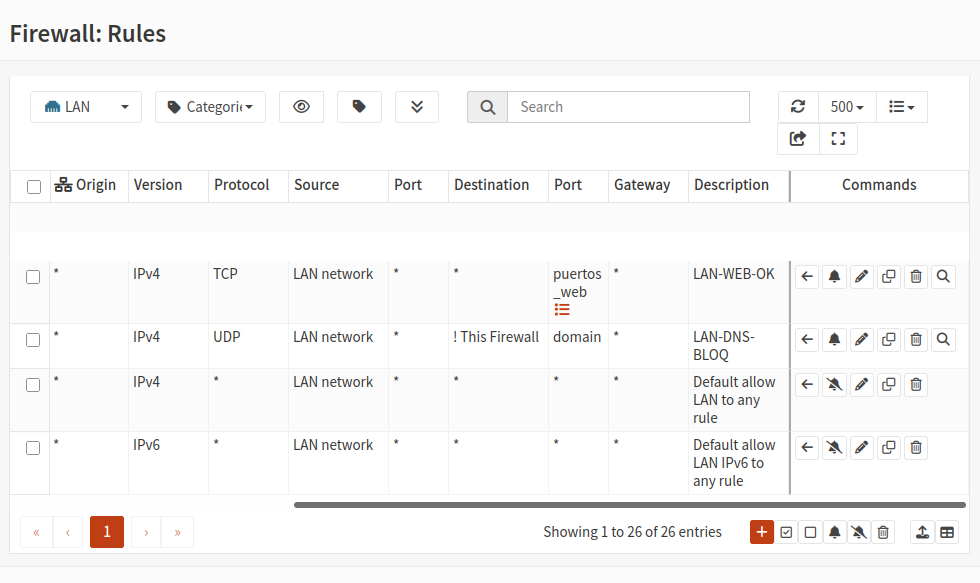 Firewall: Rules
LAN
Categorie
Search
500
Origin Version Protocol Source Port Destination Port Gateway Description Commands
* IPv4 TCP LAN network * * puertos * LAN-WEB-OK
_web
* IPv4 UDP LAN network * ! This Firewall domain * LAN-DNS-
BLOQ
* IPv4 * LAN network * * * * Default allow
LAN to any
rule
* IPv6 * LAN network * * * * Default allow
LAN IPv6 to
any rule
« ‹ 1 › » Showing 1 to 26 of 26 entries